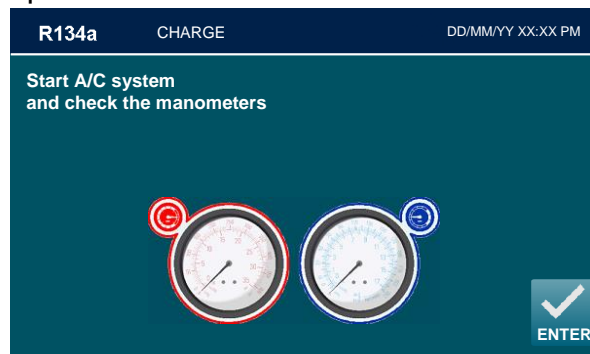 R134a CHARGE DD/MM/YY XX:XX PM
Start A/C system
and check the manometers
ENTER